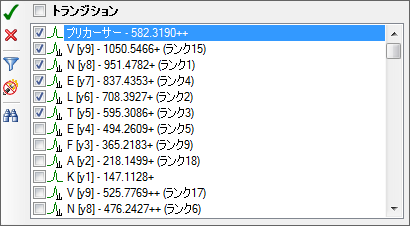 トランジション
プリカーサー - 582.3190++
V [y9] - 1050.5466+ (ランク15)
N [y8] - 951.4782+ (ランク1)
E [y7] - 837.4353+ (ランク4)
L [y6] - 708.3927+ (ランク2)
T [y5] - 595.3086+ (ランク3)
E [y4] - 494.2609+ (ランク5)
F [y3] - 365.2183+ (ランク9)
A [y2] - 218.1499+ (ランク18)
K [y1] - 147.1128+
V [y9] - 525.7769++ (ランク17)
N [y8] - 476.2427++ (ランク6)